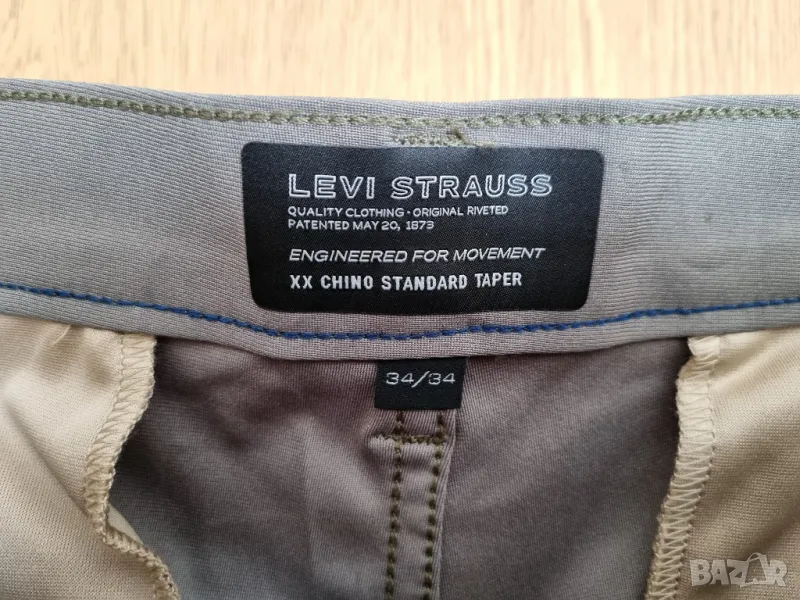 LEVI STRAUSS
QUALITY CLOTHING · ORIGINAL RIVETED
PATENTED MAY 20, 1873
ENGINEERED FOR MOVEMENT
XX CHINO STANDARD TAPER
34/34
BAZAR